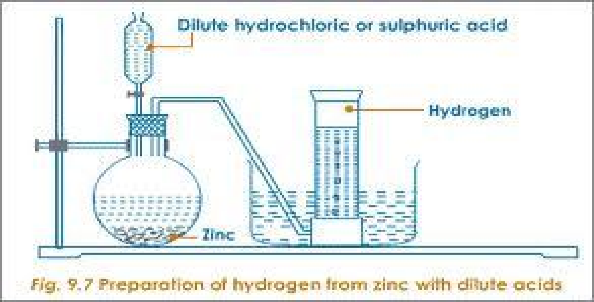 Dilute hydrochloric or sulphuric acid
Hydrogen
Zinc
Fig. 9.7 Preparation of hydrogen from zinc with dilute acids